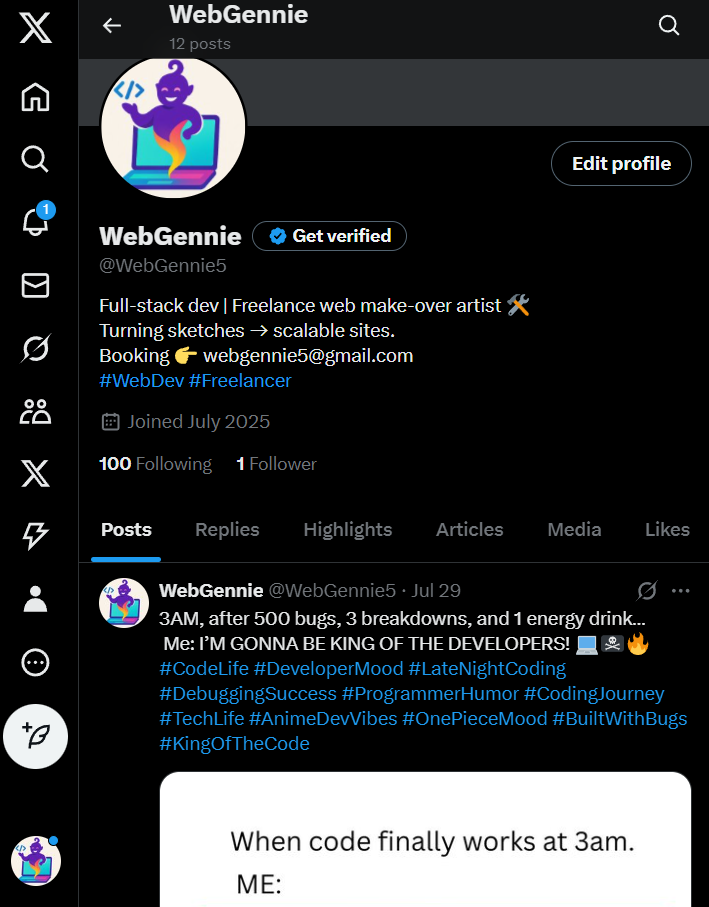 WebGennie
12 posts
</>
Edit profile
WebGennie Get verified
@WebGennie5
Full-stack dev | Freelance web make-over artist 🛠️
Turning sketches → scalable sites.
Booking 👉 webgennie5@gmail.com
#WebDev #Freelancer
Joined July 2025
100 Following 1 Follower
Posts Replies Highlights Articles Media Likes
WebGennie @WebGennie5 · Jul 29
3AM, after 500 bugs, 3 breakdowns, and 1 energy drink...
Me: I’M GONNA BE KING OF THE DEVELOPERS! 💻🏴‍☠️🔥
#CodeLife #DeveloperMood #LateNightCoding
#DebuggingSuccess #ProgrammerHumor #CodingJourney
#TechLife #AnimeDevVibes #OnePieceMood #BuiltWithBugs
#KingOfTheCode
When code finally works at 3am.
ME:
1